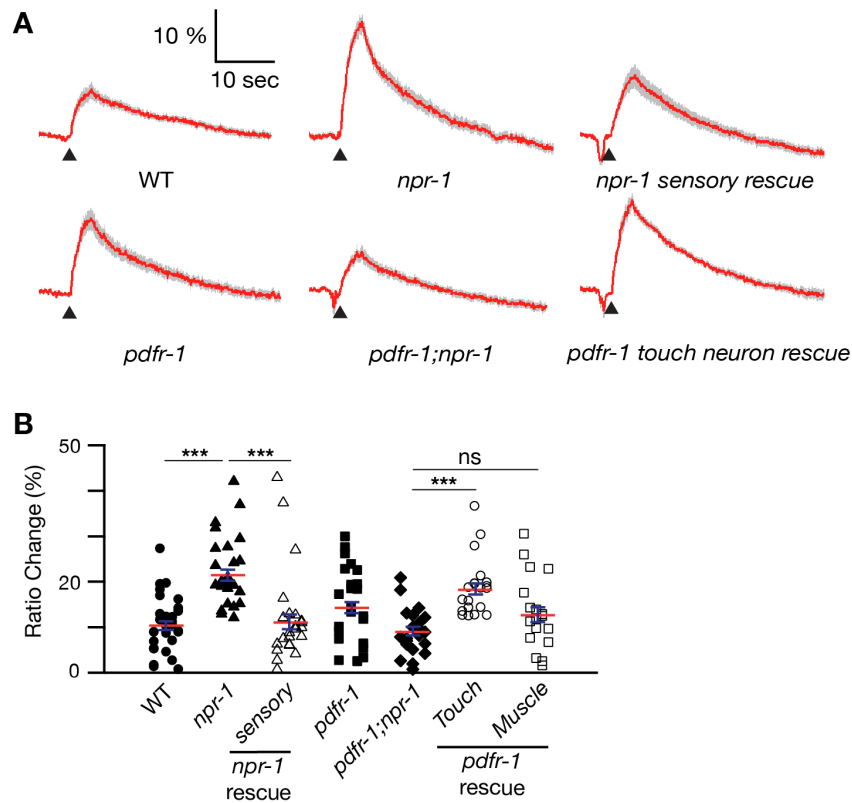 A
10 %
10 sec
WT
npr-1
npr-1 sensory rescue
pdfr-1
pdfr-1;npr-1
pdfr-1 touch neuron rescue
B
Ratio Change (%)
50
20
0
***
***
ns
***
WT
npr-1
sensory
pdfr-1
pdfr-1;npr-1
Touch
Muscle
npr-1
rescue
pdfr-1
rescue